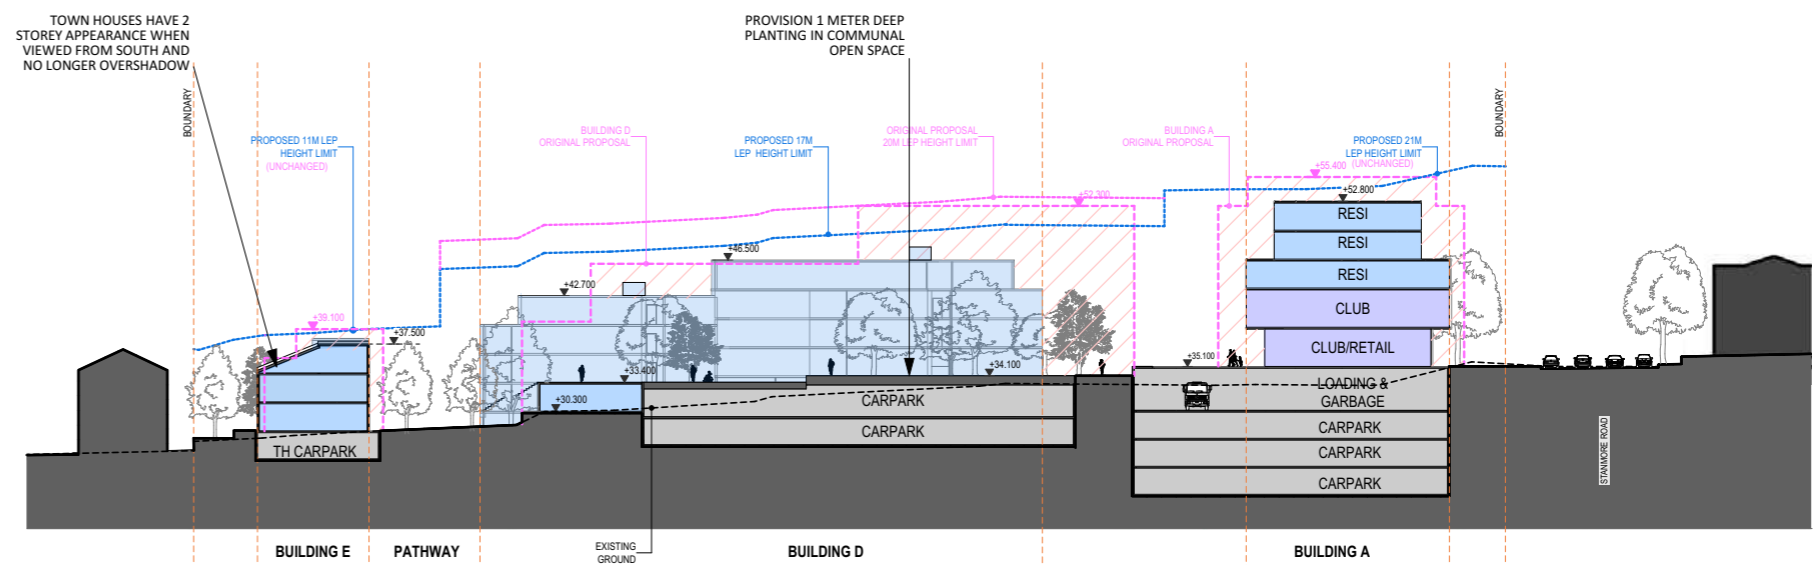 TOWN HOUSES HAVE 2
STOREY APPEARANCE WHEN
VIEWED FROM SOUTH AND
NO LONGER OVERSHADOW
PROVISION 1 METER DEEP
PLANTING IN COMMUNAL
OPEN SPACE
BOUNDARY
PROPOSED 11M LEP
HEIGHT LIMIT
(UNCHANGED)
BUILDING D
ORIGINAL PROPOSAL
PROPOSED 17M
LEP HEIGHT LIMIT
ORIGINAL PROPOSAL
20M LEP HEIGHT LIMIT
BUILDING A
ORIGINAL PROPOSAL
PROPOSED 21M
LEP HEIGHT LIMIT
(UNCHANGED)
BOUNDARY
+55.400
+52.800
+52.300
+46.500
+42.700
+39.100
+37.500
+35.100
+34.100
+33.400
+30.300
RESI
RESI
RESI
CLUB
CLUB/RETAIL
LOADING &
GARBAGE
CARPARK
CARPARK
CARPARK
CARPARK
CARPARK
TH CARPARK
STANMORE ROAD
EXISTING
GROUND
BUILDING E
PATHWAY
BUILDING D
BUILDING A